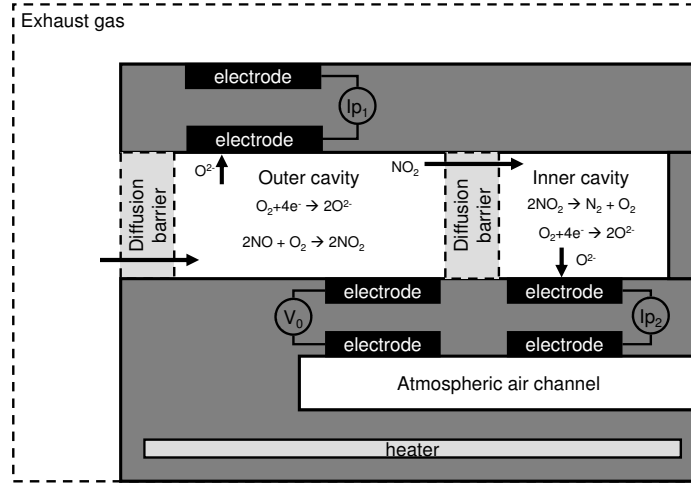 Exhaust gas
electrode
Ip₁
electrode
O²⁻
NO₂
Diffusion
barrier
Outer cavity
O₂+4e⁻ → 2O²⁻
2NO + O₂ → 2NO₂
Diffusion
barrier
Inner cavity
2NO₂ → N₂ + O₂
O₂+4e⁻ → 2O²⁻
O²⁻
electrode
electrode
V₀
Ip₂
electrode
electrode
Atmospheric air channel
heater